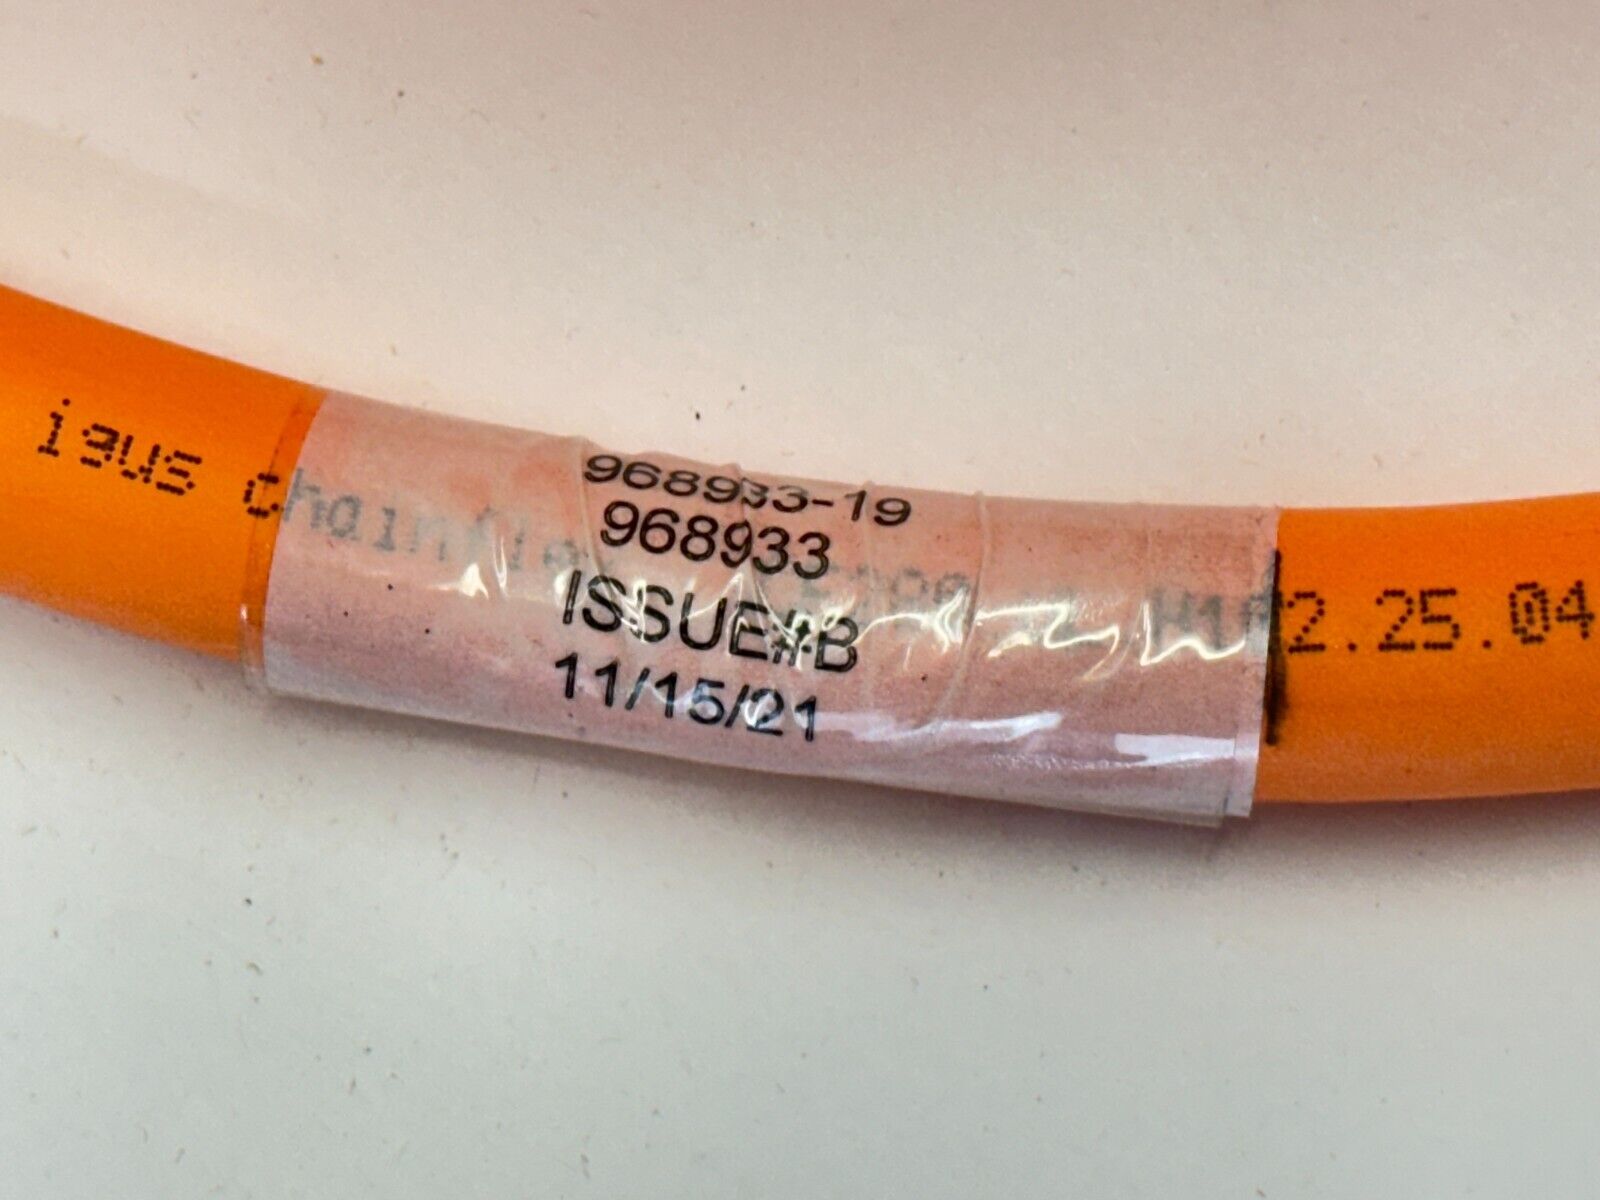 igus chainflex 2.25.04
968933-19
968933
ISSUE#B
11/15/21